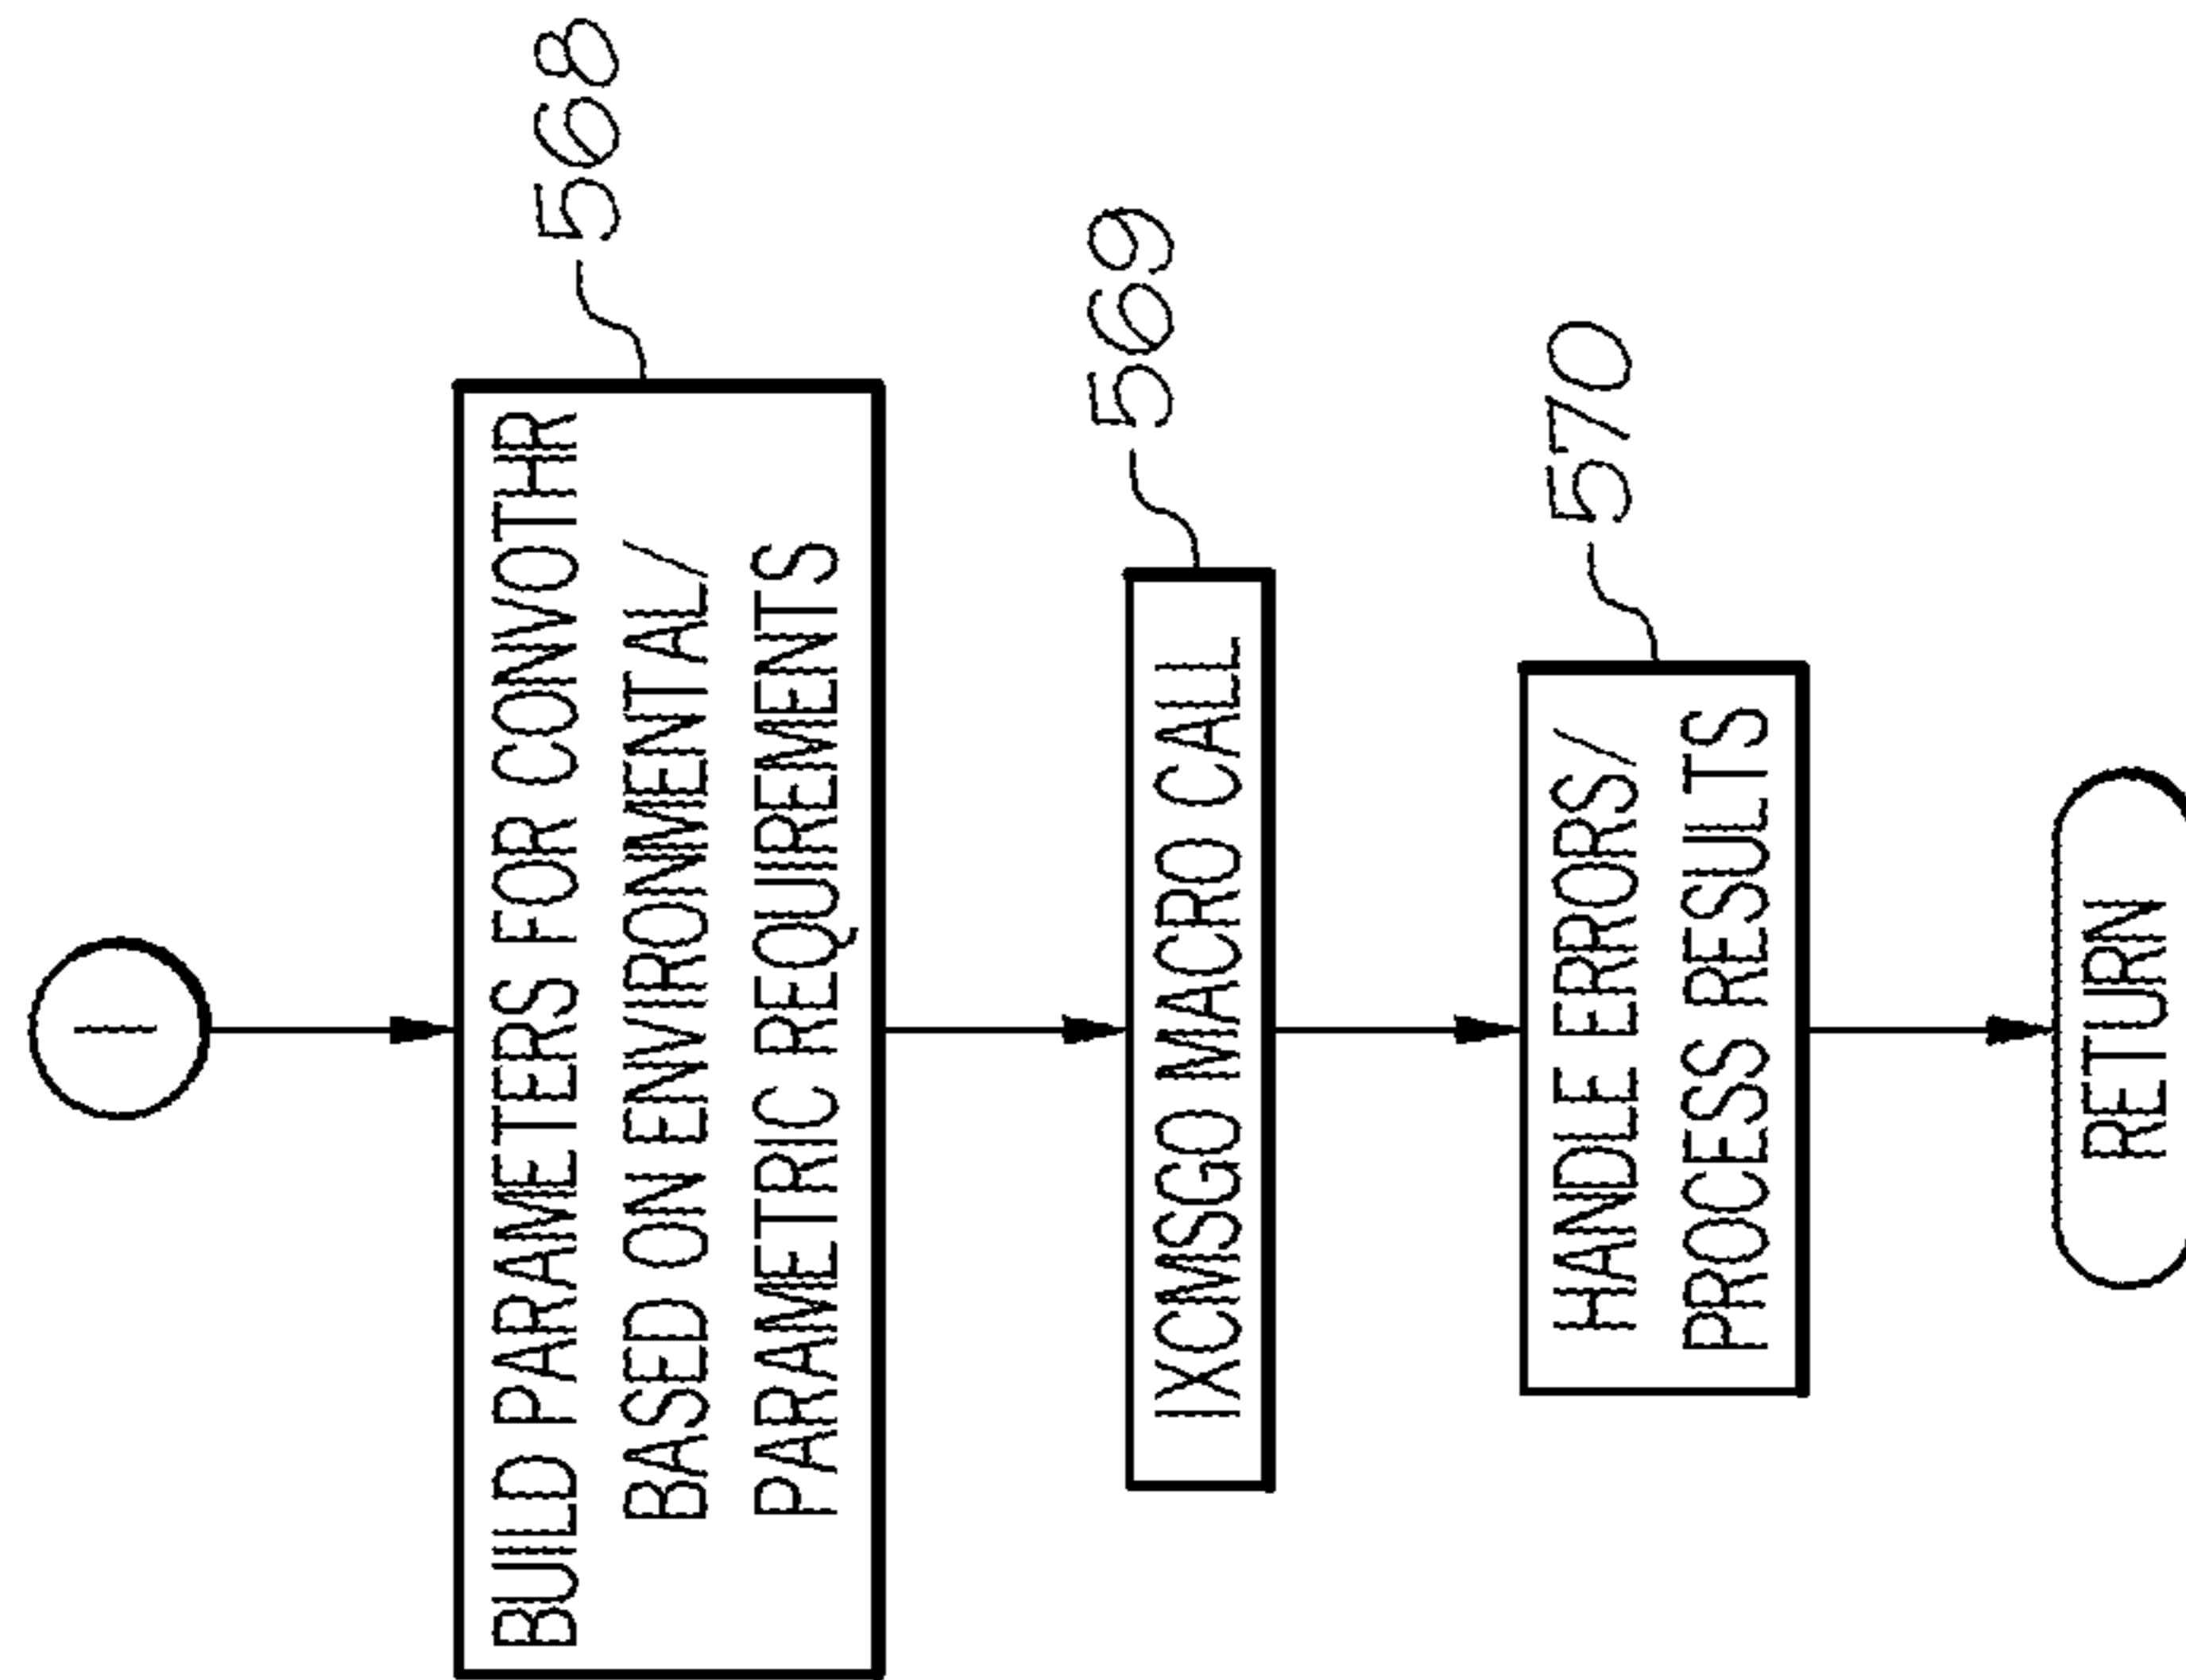 I
568
BUILD PARAMETERS FOR CONVOTHR
BASED ON ENVIRONMENTAL/
PARAMETRIC REQUIREMENTS
569
IXCMSGO MACRO CALL
570
HANDLE ERRORS/
PROCESS RESULTS
RETURN